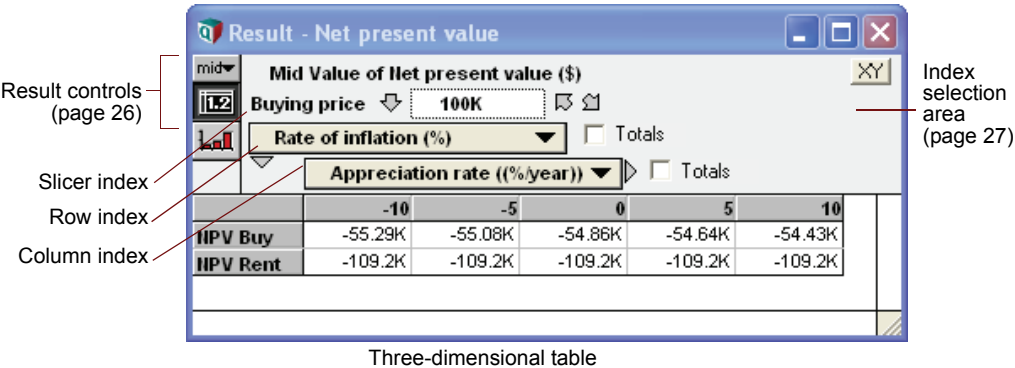 Result - Net present value
mid
Mid Value of Net present value ($)
XY
Result controls
(page 26)
Index
selection
area
(page 27)
1.2
Buying price 100K
Rate of inflation (%) Totals
Appreciation rate ((%/year)) Totals
Slicer index
Row index
Column index
-10 -5 0 5 10
NPV Buy -55.29K -55.08K -54.86K -54.64K -54.43K
NPV Rent -109.2K -109.2K -109.2K -109.2K -109.2K
Three-dimensional table